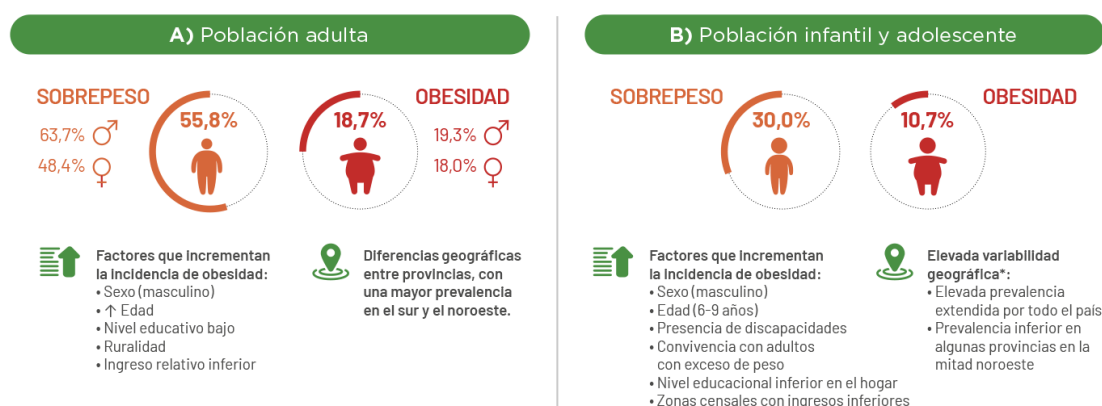 A) Población adulta
SOBREPESO
63,7%
48,4%
55,8%
18,7%
OBESIDAD
19,3%
18,0%
Factores que incrementan
la incidencia de obesidad:
• Sexo (masculino)
• ↑ Edad
• Nivel educativo bajo
• Ruralidad
• Ingreso relativo inferior
Diferencias geográficas
entre provincias, con
una mayor prevalencia
en el sur y el noroeste.
B) Población infantil y adolescente
SOBREPESO
30,0%
10,7%
OBESIDAD
Factores que incrementan
la incidencia de obesidad:
• Sexo (masculino)
• Edad (6-9 años)
• Presencia de discapacidades
• Convivencia con adultos
con exceso de peso
• Nivel educacional inferior en el hogar
• Zonas censales con ingresos inferiores
Elevada variabilidad
geográfica*:
• Elevada prevalencia
extendida por todo el país
• Prevalencia inferior en
algunas provincias en la
mitad noroeste